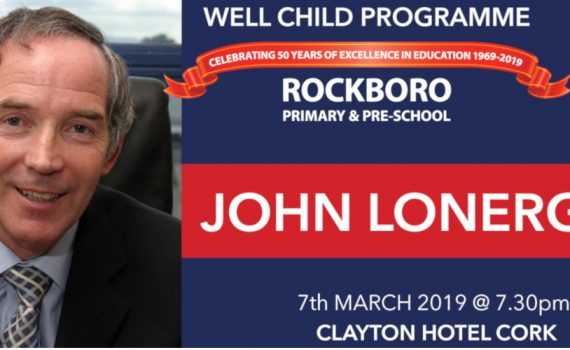 WELL CHILD PROGRAMME
CELEBRATING 50 YEARS OF EXCELLENCE IN EDUCATION 1969-2019
ROCKBORO
PRIMARY & PRE-SCHOOL
JOHN LONERG
7th MARCH 2019 @ 7.30pm
CLAYTON HOTEL CORK